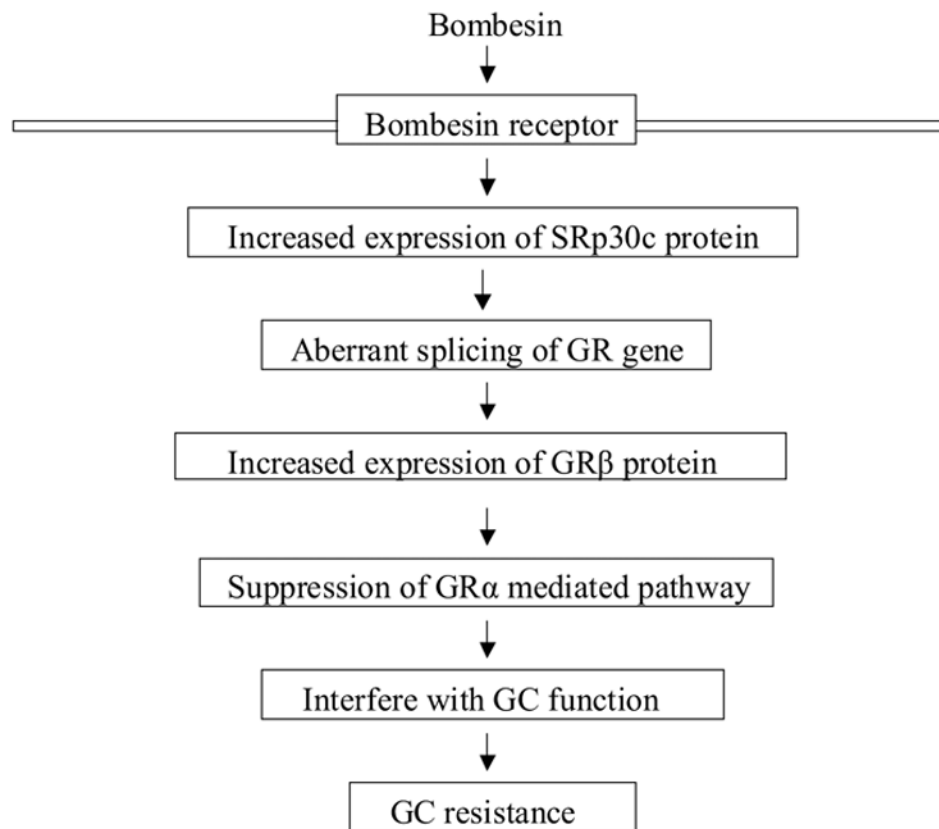 Bombesin
Bombesin receptor
Increased expression of SRp30c protein
Aberrant splicing of GR gene
Increased expression of GRβ protein
Suppression of GRα mediated pathway
Interfere with GC function
GC resistance